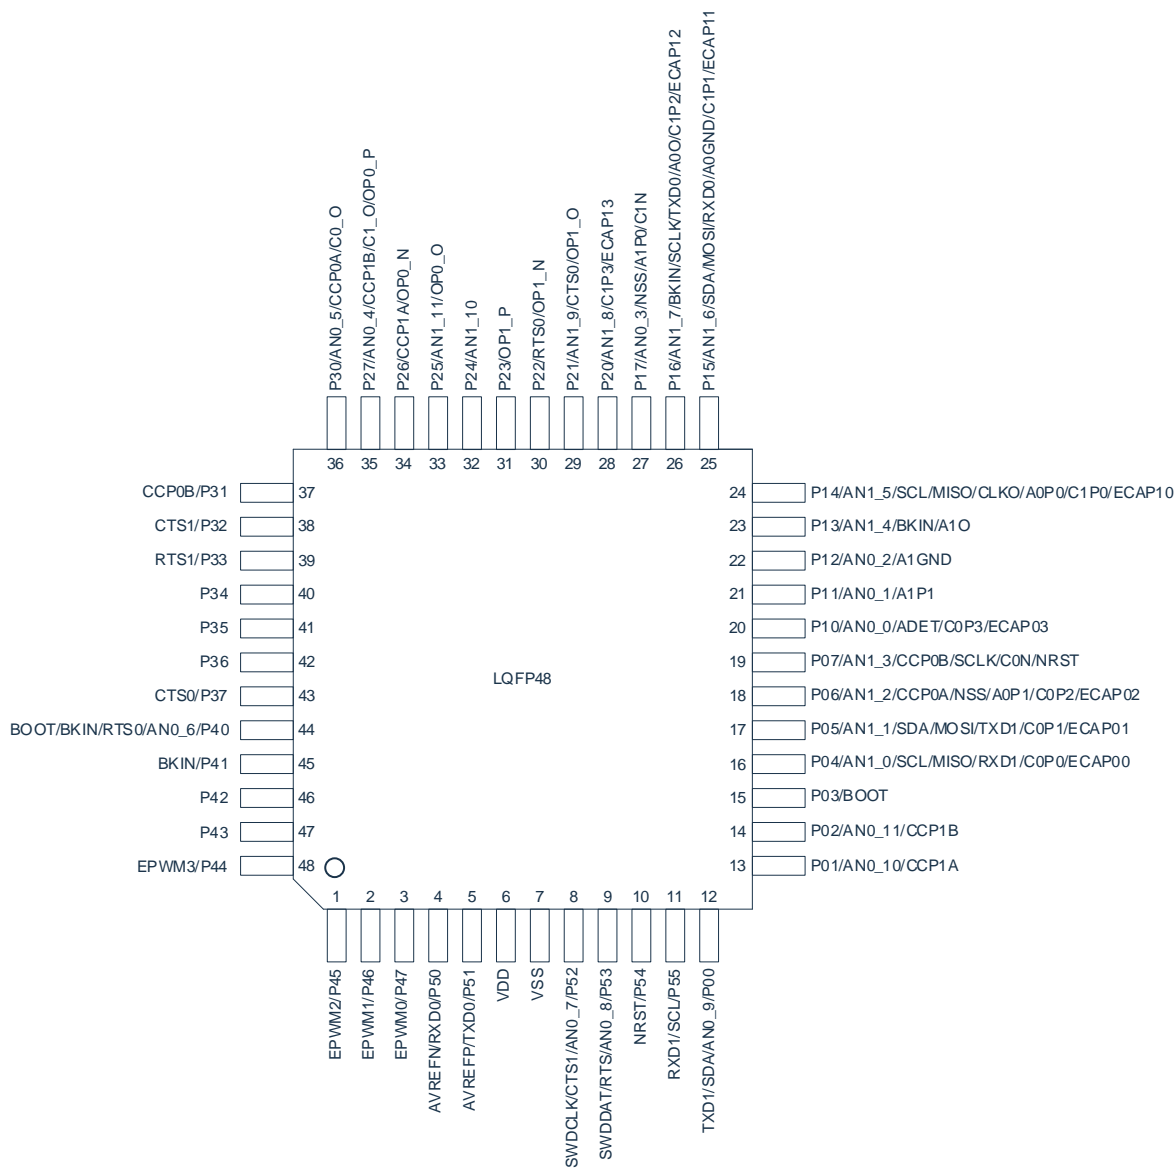 P30/AN0_5/CCP0A/C0_O
P27/AN0_4/CCP1B/C1_O/OP0_P
P26/CCP1A/OP0_N
P25/AN1_11/OP0_O
P24/AN1_10
P23/OP1_P
P22/RTS0/OP1_N
P21/AN1_9/CTS0/OP1_O
P20/AN1_8/C1P3/ECAP13
P17/AN0_3/NSS/A1P0/C1N
P16/AN1_7/BKIN/SCLK/TXD0/A0O/C1P2/ECAP12
P15/AN1_6/SDA/MOSI/RXD0/A0GND/C1P1/ECAP11
36 35 34 33 32 31 30 29 28 27 26 25
CCP0B/P31 37
CTS1/P32 38
RTS1/P33 39
P34 40
P35 41
P36 42
CTS0/P37 43
BOOT/BKIN/RTS0/AN0_6/P40 44
BKIN/P41 45
P42 46
P43 47
EPWM3/P44 48
LQFP48
24 P14/AN1_5/SCL/MISO/CLKO/A0P0/C1P0/ECAP10
23 P13/AN1_4/BKIN/A1O
22 P12/AN0_2/A1GND
21 P11/AN0_1/A1P1
20 P10/AN0_0/ADET/C0P3/ECAP03
19 P07/AN1_3/CCP0B/SCLK/C0N/NRST
18 P06/AN1_2/CCP0A/NSS/A0P1/C0P2/ECAP02
17 P05/AN1_1/SDA/MOSI/TXD1/C0P1/ECAP01
16 P04/AN1_0/SCL/MISO/RXD1/C0P0/ECAP00
15 P03/BOOT
14 P02/AN0_11/CCP1B
13 P01/AN0_10/CCP1A
1 2 3 4 5 6 7 8 9 10 11 12
EPWM2/P45
EPWM1/P46
EPWM0/P47
AVREFN/RXD0/P50
AVREFP/TXD0/P51
VDD
VSS
SWDCLK/CTS1/AN0_7/P52
SWDDAT/RTS/AN0_8/P53
NRST/P54
RXD1/SCL/P55
TXD1/SDA/AN0_9/P00